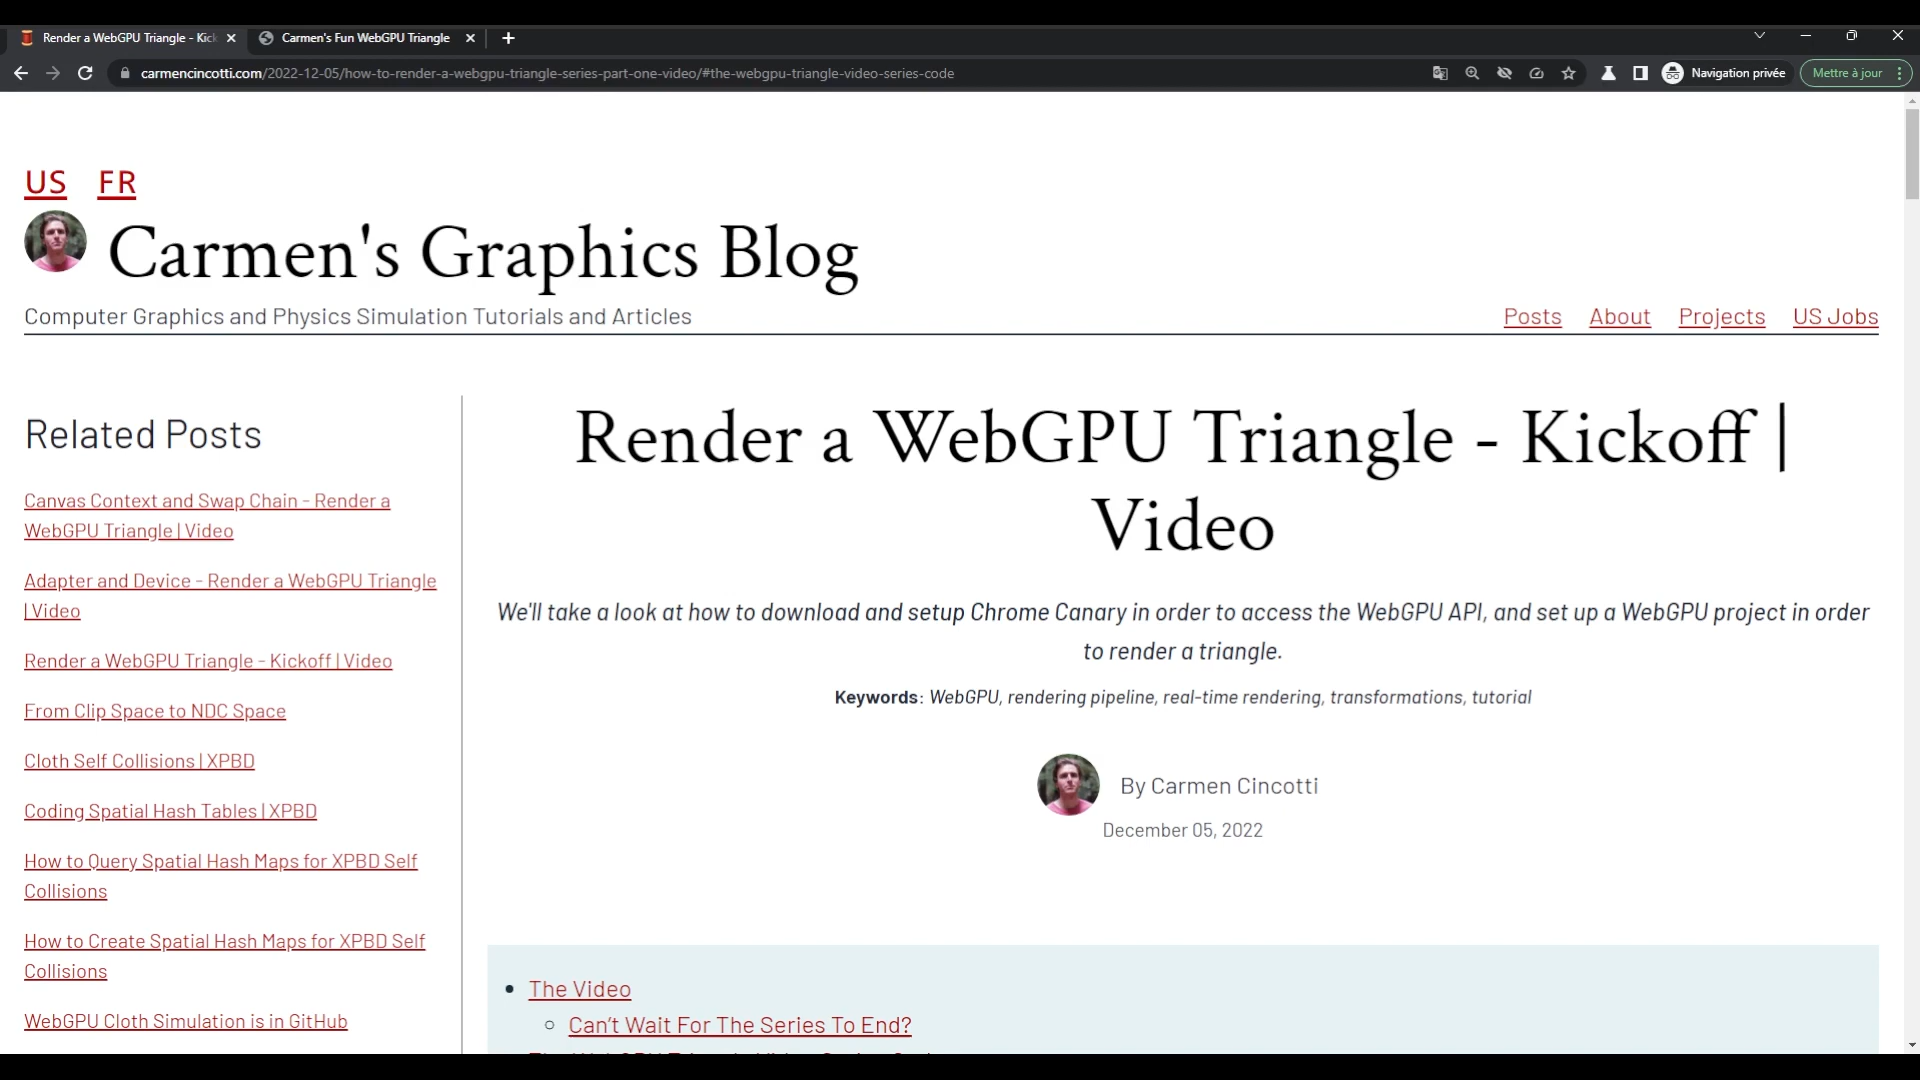 Render a WebGPU Triangle - Kick
Carmen's Fun WebGPU Triangle
carmencincotti.com/2022-12-05/how-to-render-a-webgpu-triangle-series-part-one-video/#the-webgpu-triangle-video-series-code
Navigation privée
Mettre à jour
US FR
Carmen's Graphics Blog
Computer Graphics and Physics Simulation Tutorials and Articles
Posts About Projects US Jobs
Related Posts
Canvas Context and Swap Chain - Render a
WebGPU Triangle | Video
Adapter and Device - Render a WebGPU Triangle
| Video
Render a WebGPU Triangle - Kickoff | Video
From Clip Space to NDC Space
Cloth Self Collisions | XPBD
Coding Spatial Hash Tables | XPBD
How to Query Spatial Hash Maps for XPBD Self
Collisions
How to Create Spatial Hash Maps for XPBD Self
Collisions
WebGPU Cloth Simulation is in GitHub
Render a WebGPU Triangle - Kickoff |
Video
We'll take a look at how to download and setup Chrome Canary in order to access the WebGPU API, and set up a WebGPU project in order
to render a triangle.
Keywords: WebGPU, rendering pipeline, real-time rendering, transformations, tutorial
By Carmen Cincotti
December 05, 2022
The Video
Can't Wait For The Series To End?